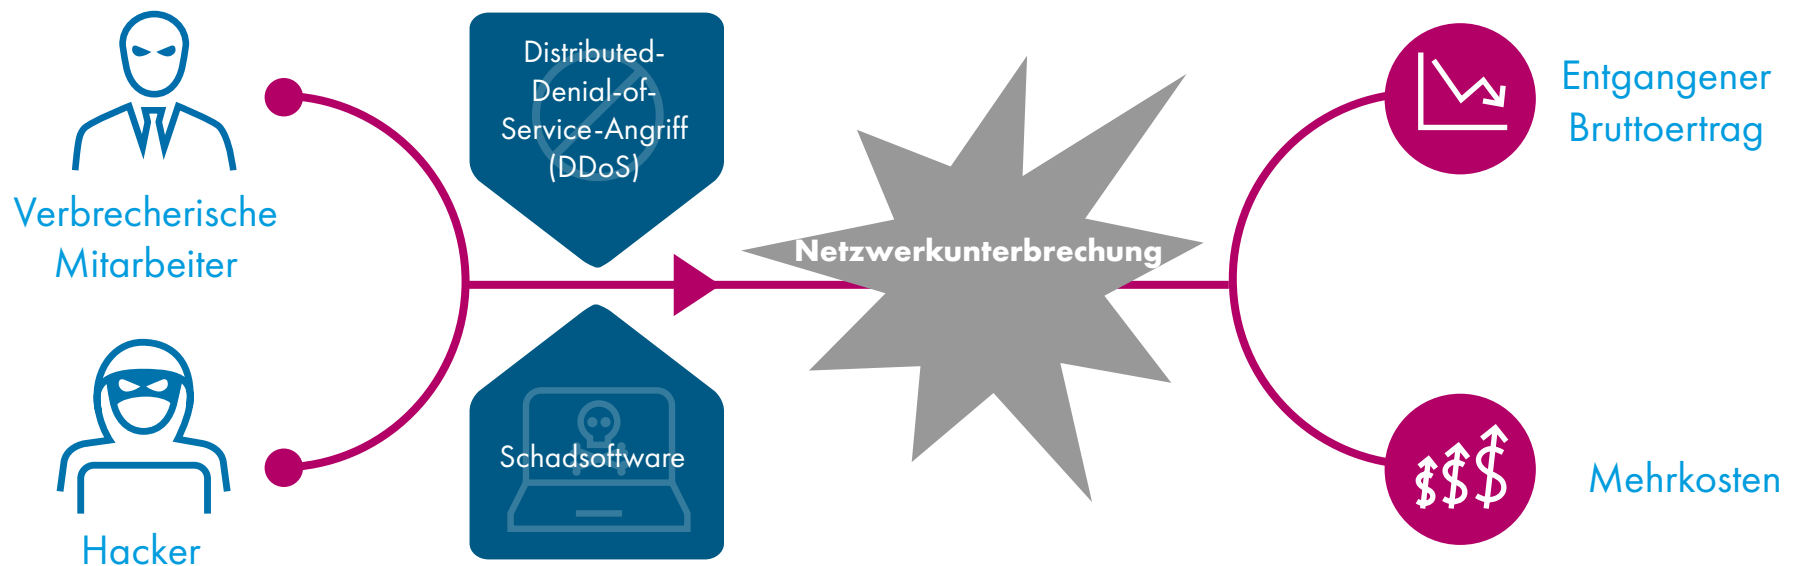 Verbrecherische
Mitarbeiter
Hacker
Distributed-
Denial-of-
Service-Angriff
(DDoS)
Schadsoftware
Netzwerkunterbrechung
Entgangener
Bruttoertrag
Mehrkosten